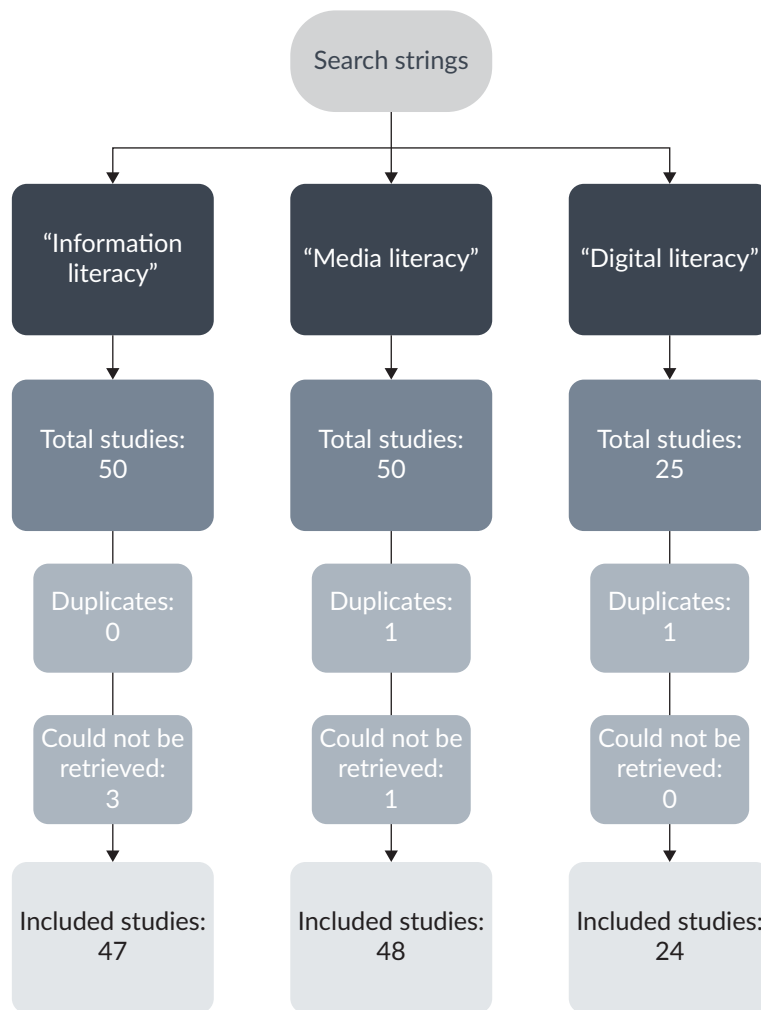 Search strings
“Information
literacy”
“Media literacy”
“Digital literacy”
Total studies:
50
Total studies:
50
Total studies:
25
Duplicates:
0
Duplicates:
1
Duplicates:
1
Could not be
retrieved:
3
Could not be
retrieved:
1
Could not be
retrieved:
0
Included studies:
47
Included studies:
48
Included studies:
24